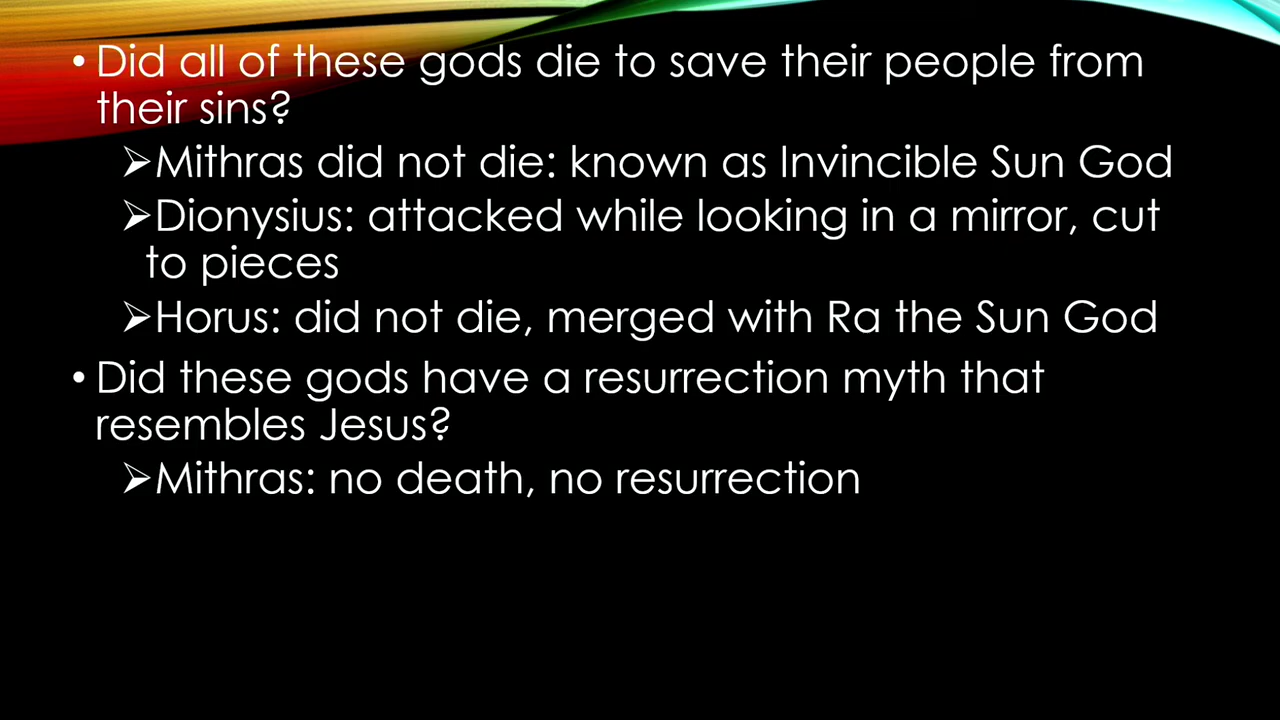 • Did all of these gods die to save their people from
their sins?
➢Mithras did not die: known as Invincible Sun God
➢Dionysius: attacked while looking in a mirror, cut
to pieces
➢Horus: did not die, merged with Ra the Sun God
• Did these gods have a resurrection myth that
resembles Jesus?
➢Mithras: no death, no resurrection